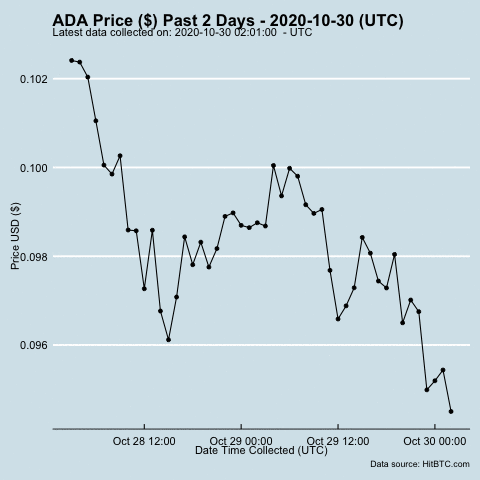 ADA Price ($) Past 2 Days - 2020-10-30 (UTC)
Latest data collected on: 2020-10-30 02:01:00  - UTC
Price USD ($)
0.102
0.100
0.098
0.096
Oct 28 12:00
Oct 29 00:00
Oct 29 12:00
Oct 30 00:00
Date Time Collected (UTC)
Data source: HitBTC.com